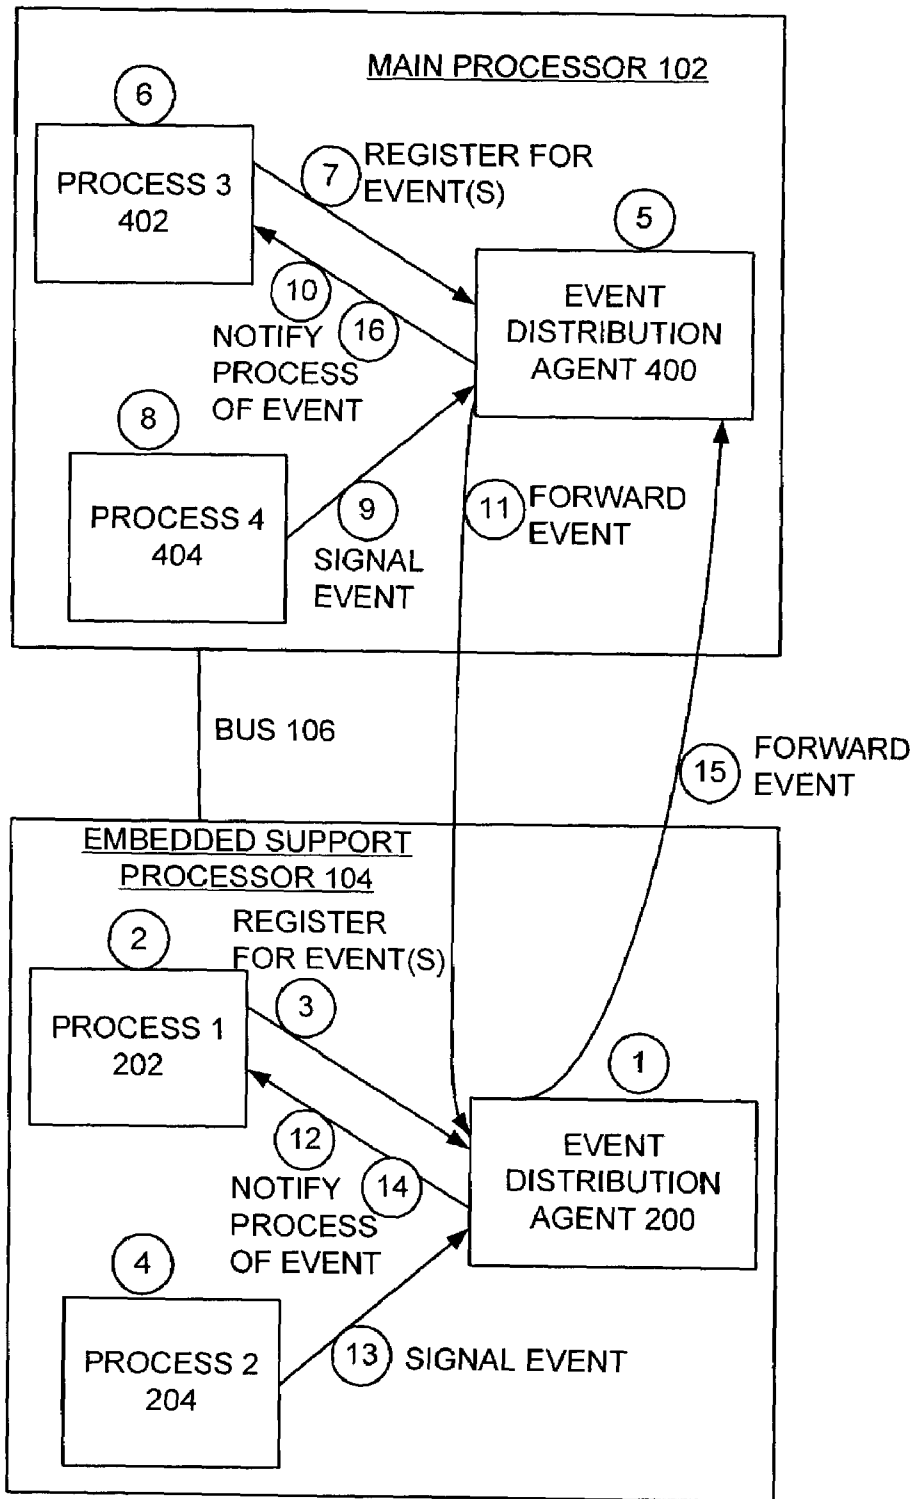 MAIN PROCESSOR 102
6
PROCESS 3
402
7
REGISTER FOR
EVENT(S)
5
EVENT
DISTRIBUTION
AGENT 400
10
16
NOTIFY
PROCESS
OF EVENT
8
PROCESS 4
404
9
SIGNAL
EVENT
11
FORWARD
EVENT
BUS 106
15
FORWARD
EVENT
EMBEDDED SUPPORT
PROCESSOR 104
2
REGISTER
FOR EVENT(S)
3
PROCESS 1
202
1
EVENT
DISTRIBUTION
AGENT 200
12
14
NOTIFY
PROCESS
OF EVENT
4
PROCESS 2
204
13
SIGNAL EVENT